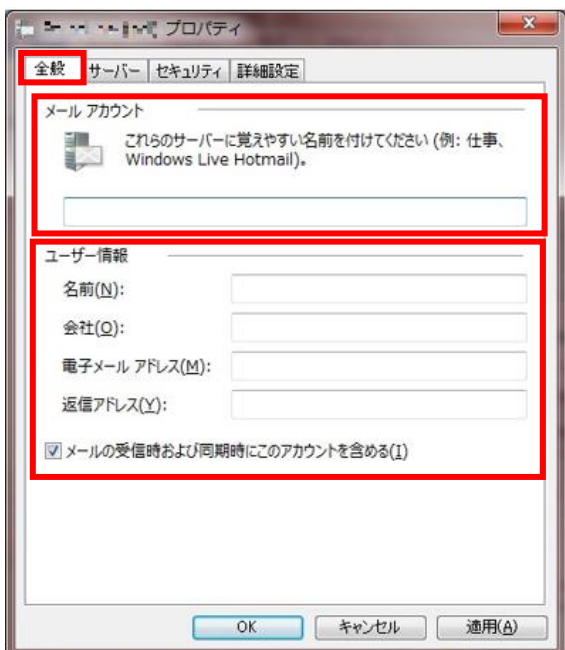 プロパティ
全般 サーバー セキュリティ 詳細設定
メール アカウント
これらのサーバーに覚えやすい名前を付けてください (例: 仕事、
Windows Live Hotmail)。
ユーザー情報
名前(N):
会社(O):
電子メール アドレス(M):
返信アドレス(Y):
メールの受信時および同期時にこのアカウントを含める(I)
OK キャンセル 適用(A)